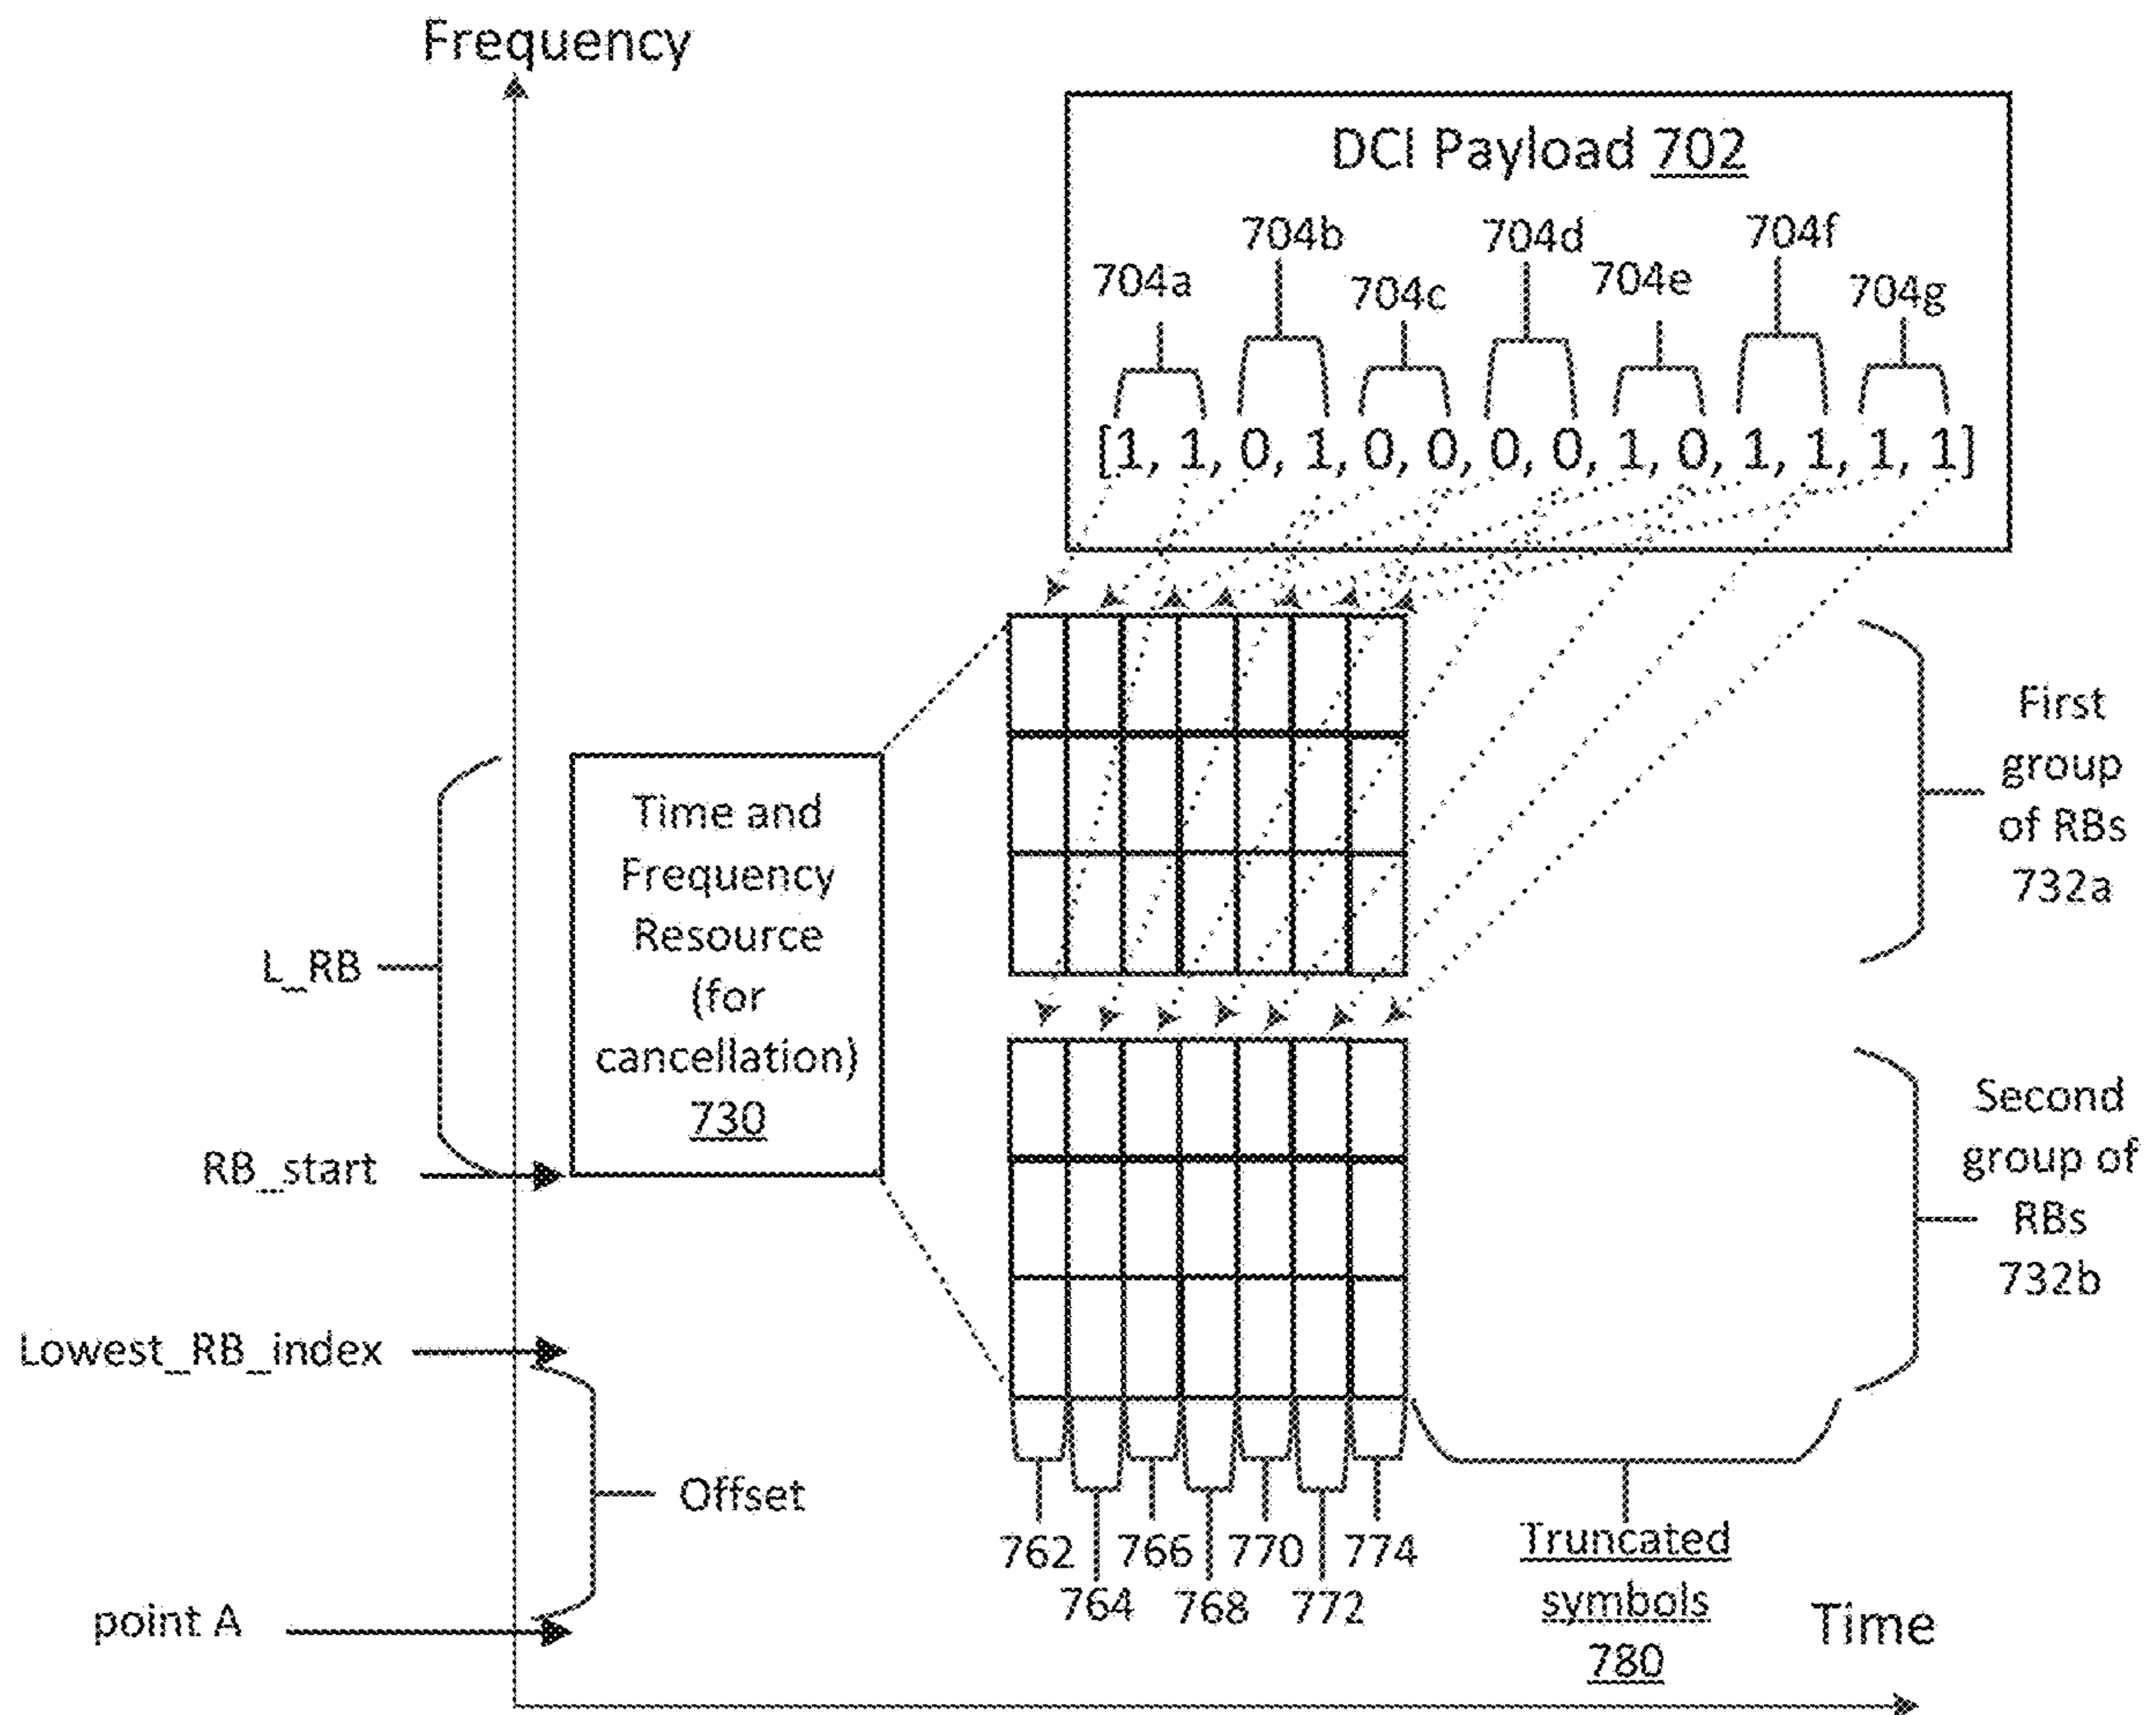 Frequency
DCI Payload 702
704b
704d
704f
704a
704c
704e
704g
[1, 1, 0, 1, 0, 0, 0, 0, 1, 0, 1, 1, 1, 1]
First
group
of RBs
732a
Time and
Frequency
Resource
(for
cancellation)
730
L_RB
RB_start
Second
group of
RBs
732b
Lowest_RB_index
Offset
point A
762
766
770
774
764
768
772
Truncated
symbols
780
Time